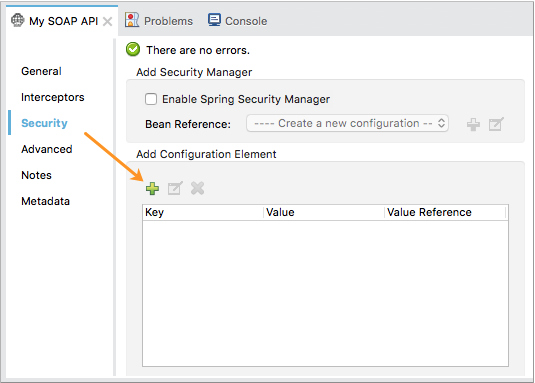 My SOAP API Problems Console
There are no errors.
General
Interceptors
Security
Advanced
Notes
Metadata
Add Security Manager
Enable Spring Security Manager
Bean Reference: ---- Create a new configuration --
Add Configuration Element
Key Value Value Reference